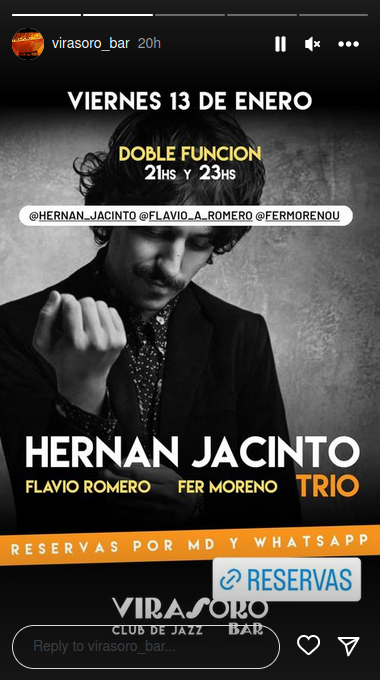 virasoro_bar 20h
VIERNES 13 DE ENERO
DOBLE FUNCION
21HS Y 23HS
@HERNAN_JACINTO @FLAVIO_A_ROMERO @FERMORENOU
HERNAN JACINTO
FLAVIO ROMERO FER MORENO TRIO
RESERVAS POR MD Y WHATSAPP
RESERVAS
VIRASORO
CLUB DE JAZZ BAR
Reply to virasoro_bar...